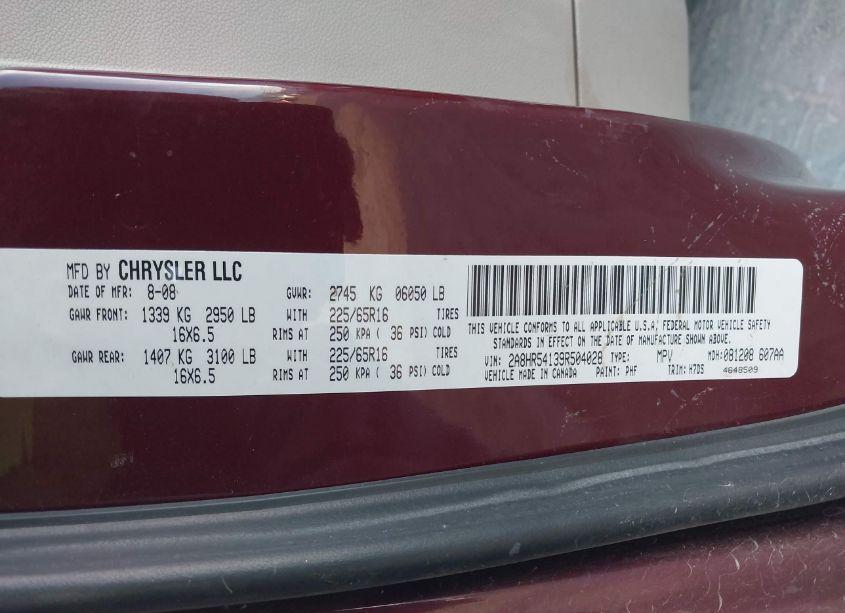 MFD BY CHRYSLER LLC
DATE OF MFR: 8-08 GVWR: 2745 KG 06050 LB
GAWR FRONT: 1339 KG 2950 LB WITH 225/65R16 TIRES
16X6.5 RIMS AT 250 KPA ( 36 PSI) COLD
GAWR REAR: 1407 KG 3100 LB WITH 225/65R16 TIRES
16X6.5 RIMS AT 250 KPA ( 36 PSI) COLD
THIS VEHICLE CONFORMS TO ALL APPLICABLE U.S.A. FEDERAL MOTOR VEHICLE SAFETY
STANDARDS IN EFFECT ON THE DATE OF MANUFACTURE SHOWN ABOVE.
VIN: 2A8HR54139R504028 TYPE: MPV MDH: 081208 607AA
VEHICLE MADE IN CANADA PAINT: PHF TRIM: H7DS 4648509